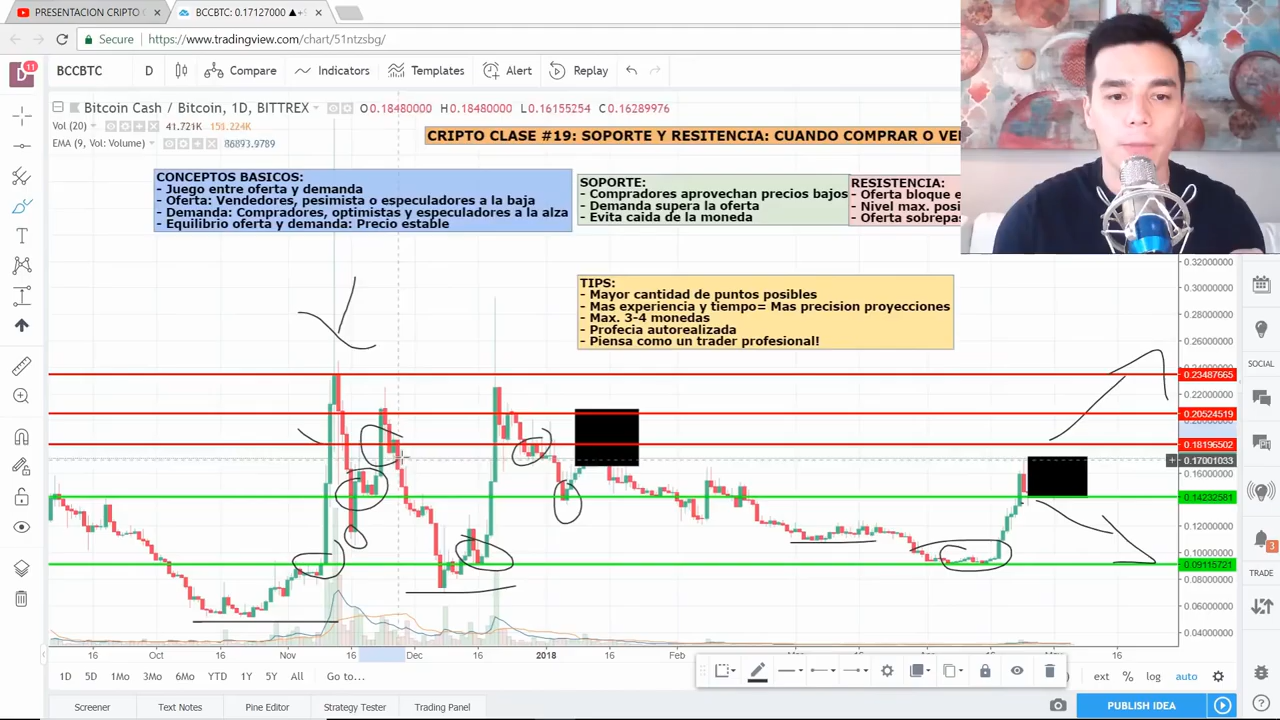 PRESENTACION CRIPTO
BCCBTC: 0.17127000 ▲
Secure https://www.tradingview.com/chart/51ntzsbg/
BCCBTC D Compare Indicators Templates Alert Replay
11
Bitcoin Cash / Bitcoin, 1D, BITTREX O0.18480000 H0.18480000 L0.16155254 C0.16289976
Vol (20) 41.721K 151.224K
EMA (9, Vol: Volume) 86893.9789
CRIPTO CLASE #19: SOPORTE Y RESITENCIA: CUANDO COMPRAR O VEN
CONCEPTOS BASICOS:
- Juego entre oferta y demanda
- Oferta: Vendedores, pesimista o especuladores a la baja
- Demanda: Compradores, optimistas y especuladores a la alza
- Equilibrio oferta y demanda: Precio estable
SOPORTE:
- Compradores aprovechan precios bajos
- Demanda supera la oferta
- Evita caida de la moneda
RESISTENCIA:
- Oferta bloque e
- Nivel max. posi
- Oferta sobrepas
TIPS:
- Mayor cantidad de puntos posibles
- Mas experiencia y tiempo= Mas precision proyecciones
- Max. 3-4 monedas
- Profecia autorealizada
- Piensa como un trader profesional!
0.32000000
0.30000000
0.28000000
0.26000000
0.23487665
0.22000000
0.20524519
0.18196502
0.17001033
0.16000000
0.14232581
0.12000000
0.10000000
0.09115721
0.08000000
0.06000000
0.04000000
SOCIAL
3
TRADE
Oct Nov 16 Dec 16 2018 16 Feb 16
1D 5D 1Mo 3Mo 6Mo YTD 1Y 5Y All Go to... ext % log auto
Screener Text Notes Pine Editor Strategy Tester Trading Panel PUBLISH IDEA